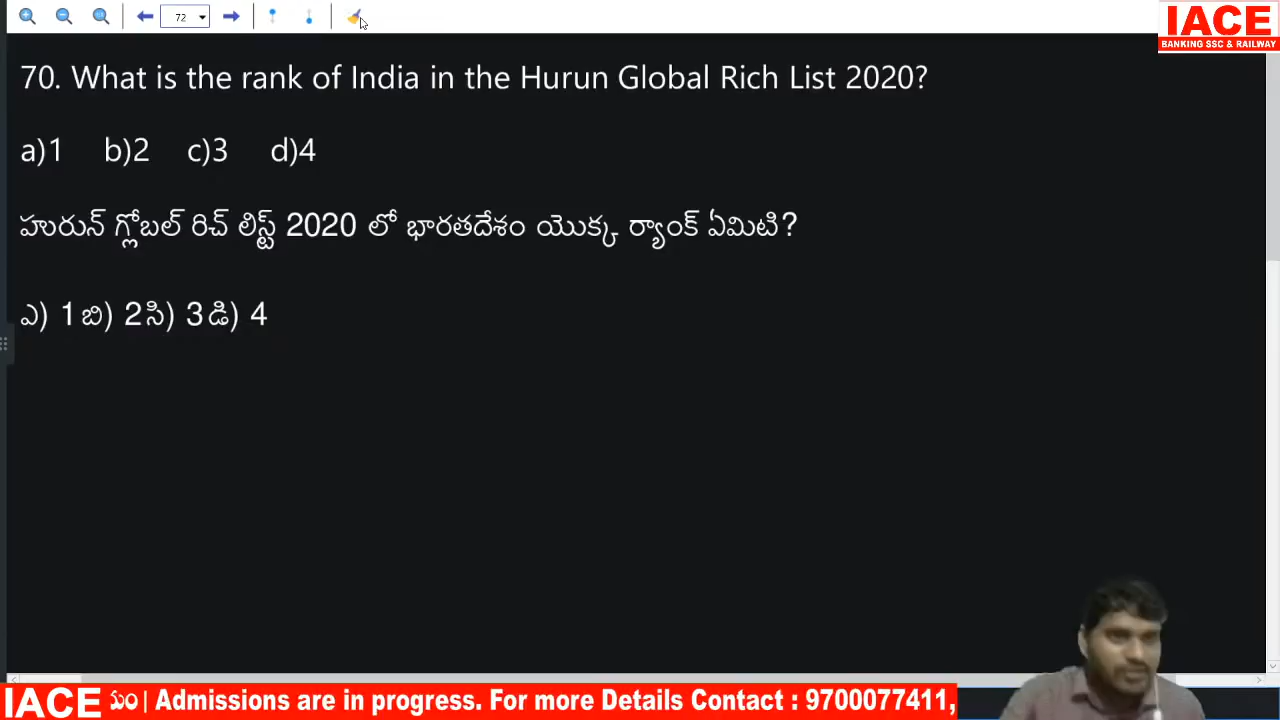 72
IACE
BANKING SSC & RAILWAY
70. What is the rank of India in the Hurun Global Rich List 2020?
a)1 b)2 c)3 d)4
హురున్ గ్లోబల్ రిచ్ లిస్ట్ 2020 లో భారతదేశం యొక్క ర్యాంక్ ఏమిటి?
ఎ) 1 బి) 2 సి) 3 డి) 4
IACE ం | Admissions are in progress. For more Details Contact : 9700077411,